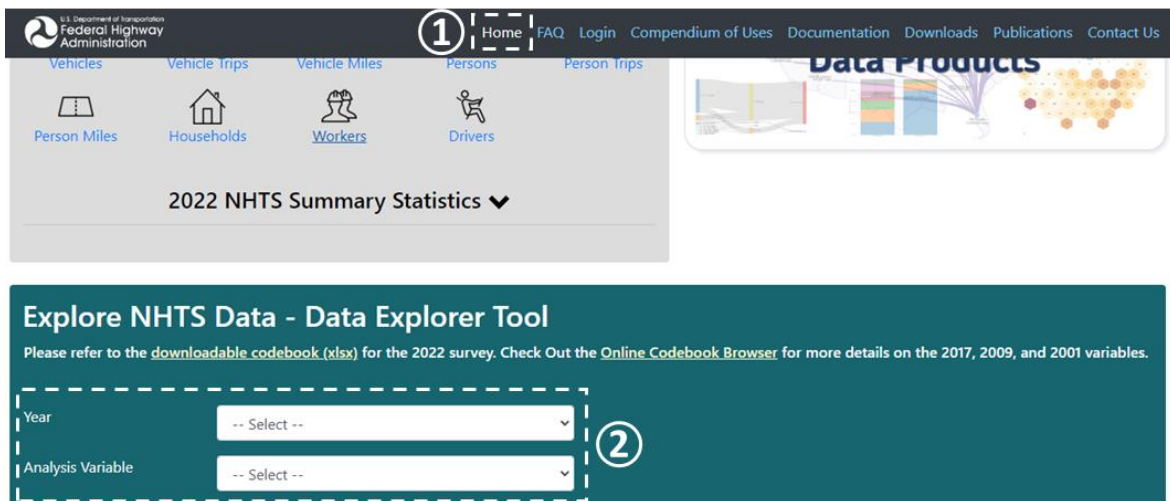 U.S. Department of Transportation
Federal Highway
Administration
① Home FAQ Login Compendium of Uses Documentation Downloads Publications Contact Us
Vehicles Vehicle Trips Vehicle Miles Persons Person Trips
Data Products
Person Miles Households Workers Drivers
2022 NHTS Summary Statistics
Explore NHTS Data - Data Explorer Tool
Please refer to the downloadable codebook (xlsx) for the 2022 survey. Check Out the Online Codebook Browser for more details on the 2017, 2009, and 2001 variables.
Year -- Select --
②
Analysis Variable -- Select --